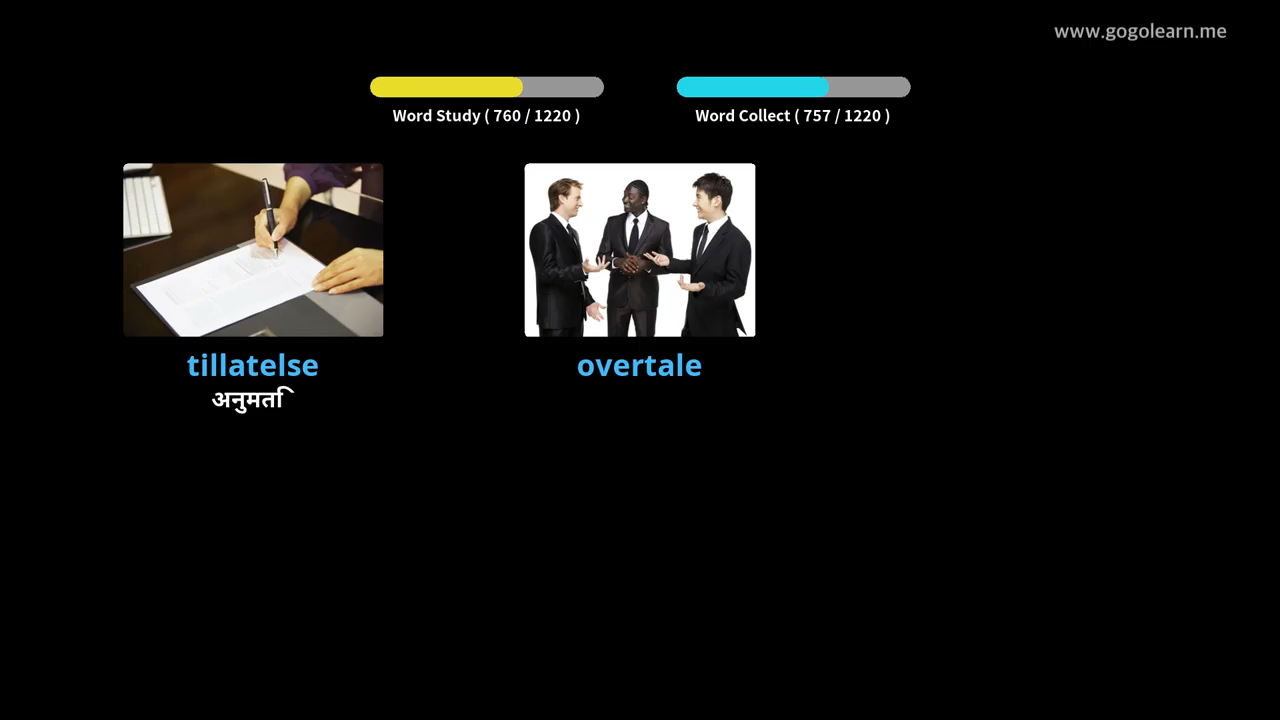 www.gogolearn.me
Word Study ( 760 / 1220 )
Word Collect ( 757 / 1220 )
tillatelse
overtale
अनुमति